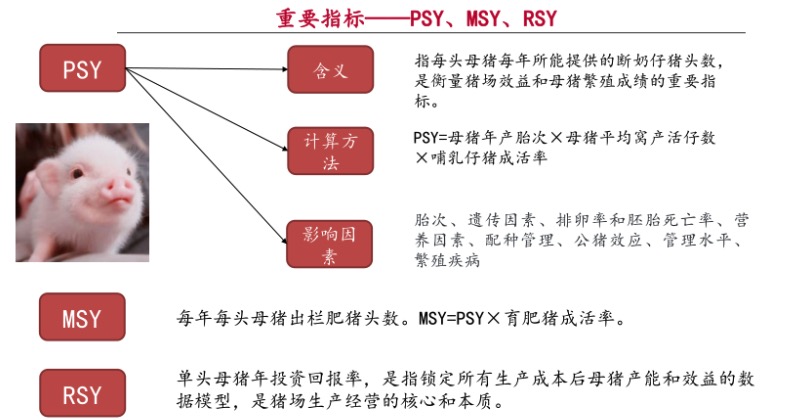 重要指标——PSY、MSY、RSY
PSY
含义
指每头母猪每年所能提供的断奶仔猪头数，
是衡量猪场效益和母猪繁殖成绩的重要指
标。
计算方
法
PSY=母猪年产胎次×母猪平均窝产活仔数
×哺乳仔猪成活率
影响因
素
胎次、遗传因素、排卵率和胚胎死亡率、营
养因素、配种管理、公猪效应、管理水平、
繁殖疾病
MSY
每年每头母猪出栏肥猪头数。MSY=PSY×育肥猪成活率。
RSY
单头母猪年投资回报率，是指锁定所有生产成本后母猪产能和效益的数
据模型，是猪场生产经营的核心和本质。